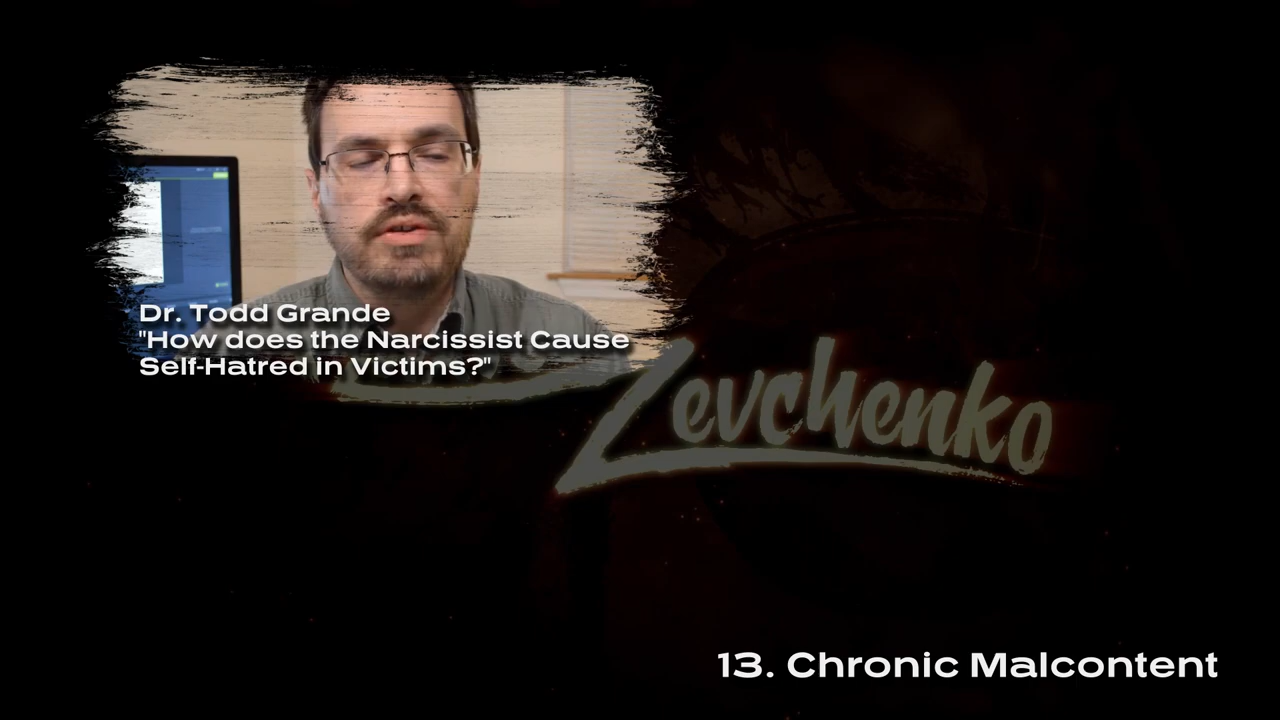 Dr. Todd Grande
"How does the Narcissist Cause
Self-Hatred in Victims?"
Zevchenko
13. Chronic Malcontent